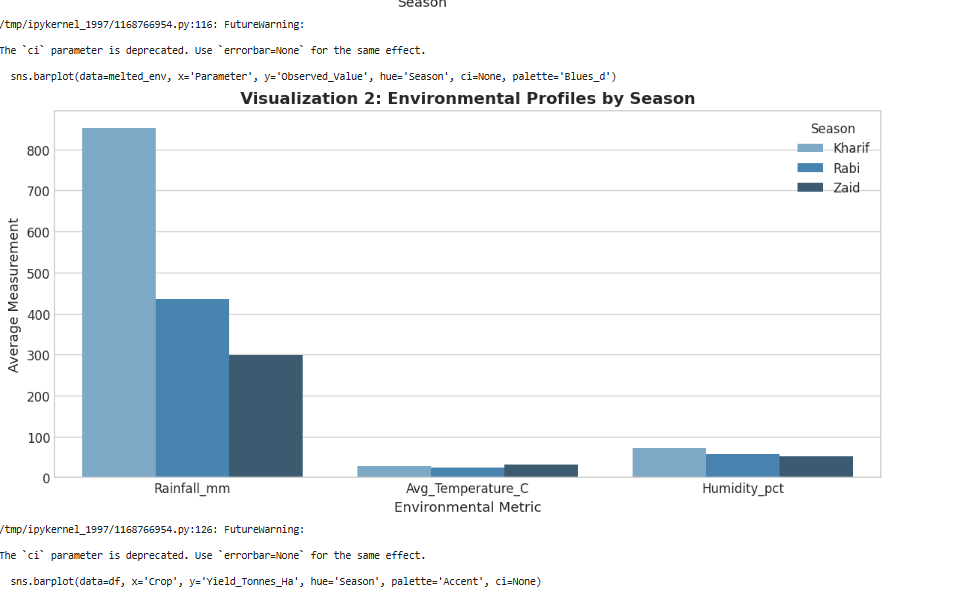 Season
/tmp/ipykernel_1997/1168766954.py:116: FutureWarning:
The `ci` parameter is deprecated. Use `errorbar=None` for the same effect.
sns.barplot(data=melted_env, x='Parameter', y='Observed_Value', hue='Season', ci=None, palette='Blues_d')
Visualization 2: Environmental Profiles by Season
Season
Kharif
Rabi
Zaid
800
700
600
500
400
300
200
100
0
Average Measurement
Rainfall_mm
Avg_Temperature_C
Humidity_pct
Environmental Metric
/tmp/ipykernel_1997/1168766954.py:126: FutureWarning:
The `ci` parameter is deprecated. Use `errorbar=None` for the same effect.
sns.barplot(data=df, x='Crop', y='Yield_Tonnes_Ha', hue='Season', palette='Accent', ci=None)